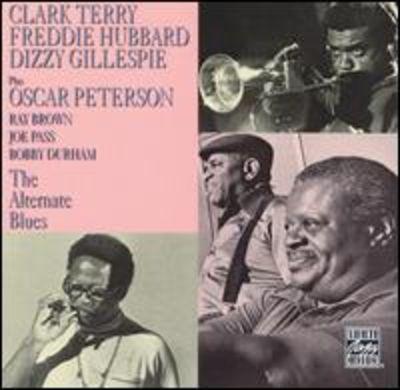 CLARK TERRY
FREDDIE HUBBARD
DIZZY GILLESPIE
Plus
OSCAR PETERSON
RAY BROWN
JOE PASS
BOBBY DURHAM
The
Alternate
Blues